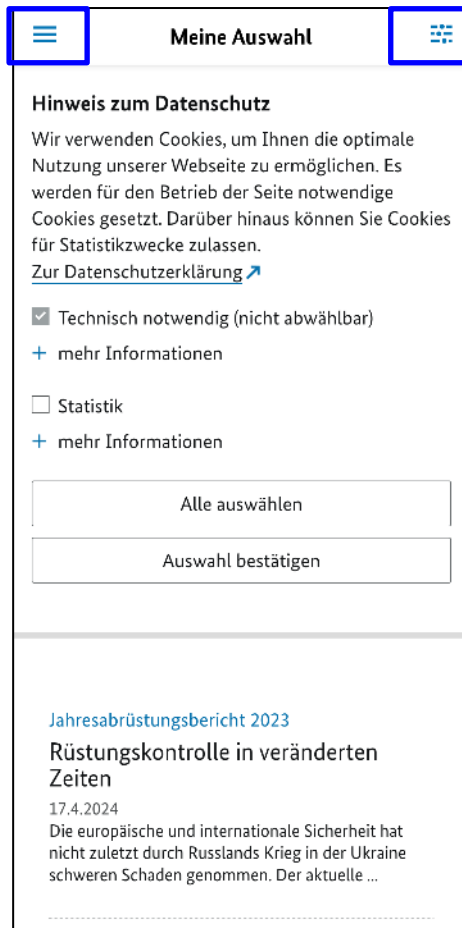 Meine Auswahl
Hinweis zum Datenschutz
Wir verwenden Cookies, um Ihnen die optimale
Nutzung unserer Webseite zu ermöglichen. Es
werden für den Betrieb der Seite notwendige
Cookies gesetzt. Darüber hinaus können Sie Cookies
für Statistikzwecke zulassen.
Zur Datenschutzerklärung
Technisch notwendig (nicht abwählbar)
+ mehr Informationen
Statistik
+ mehr Informationen
Alle auswählen
Auswahl bestätigen
Jahresabrüstungsbericht 2023
Rüstungskontrolle in veränderten
Zeiten
17.4.2024
Die europäische und internationale Sicherheit hat
nicht zuletzt durch Russlands Krieg in der Ukraine
schweren Schaden genommen. Der aktuelle ...